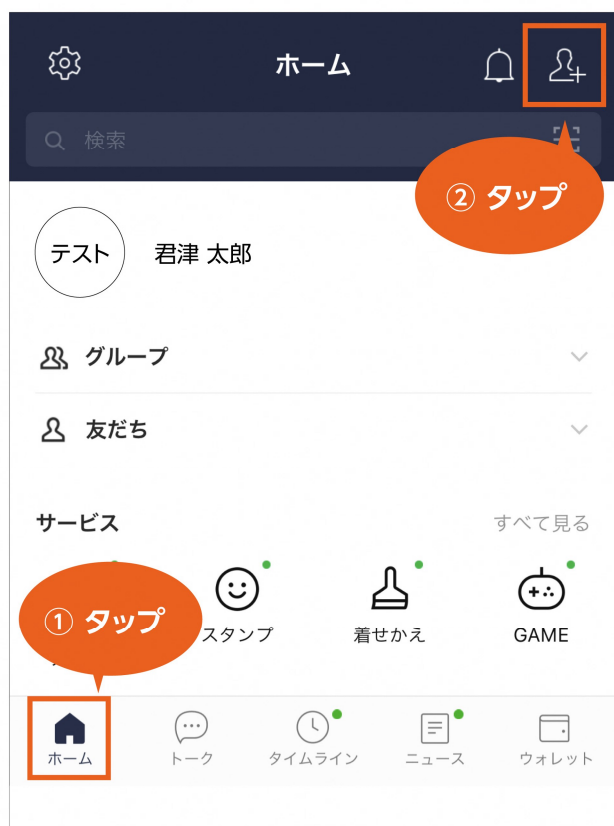 ホーム
検索
② タップ
テスト 君津 太郎
グループ
友だち
サービス すべて見る
① タップ
スタンプ 着せかえ GAME
ホーム トーク タイムライン ニュース ウォレット